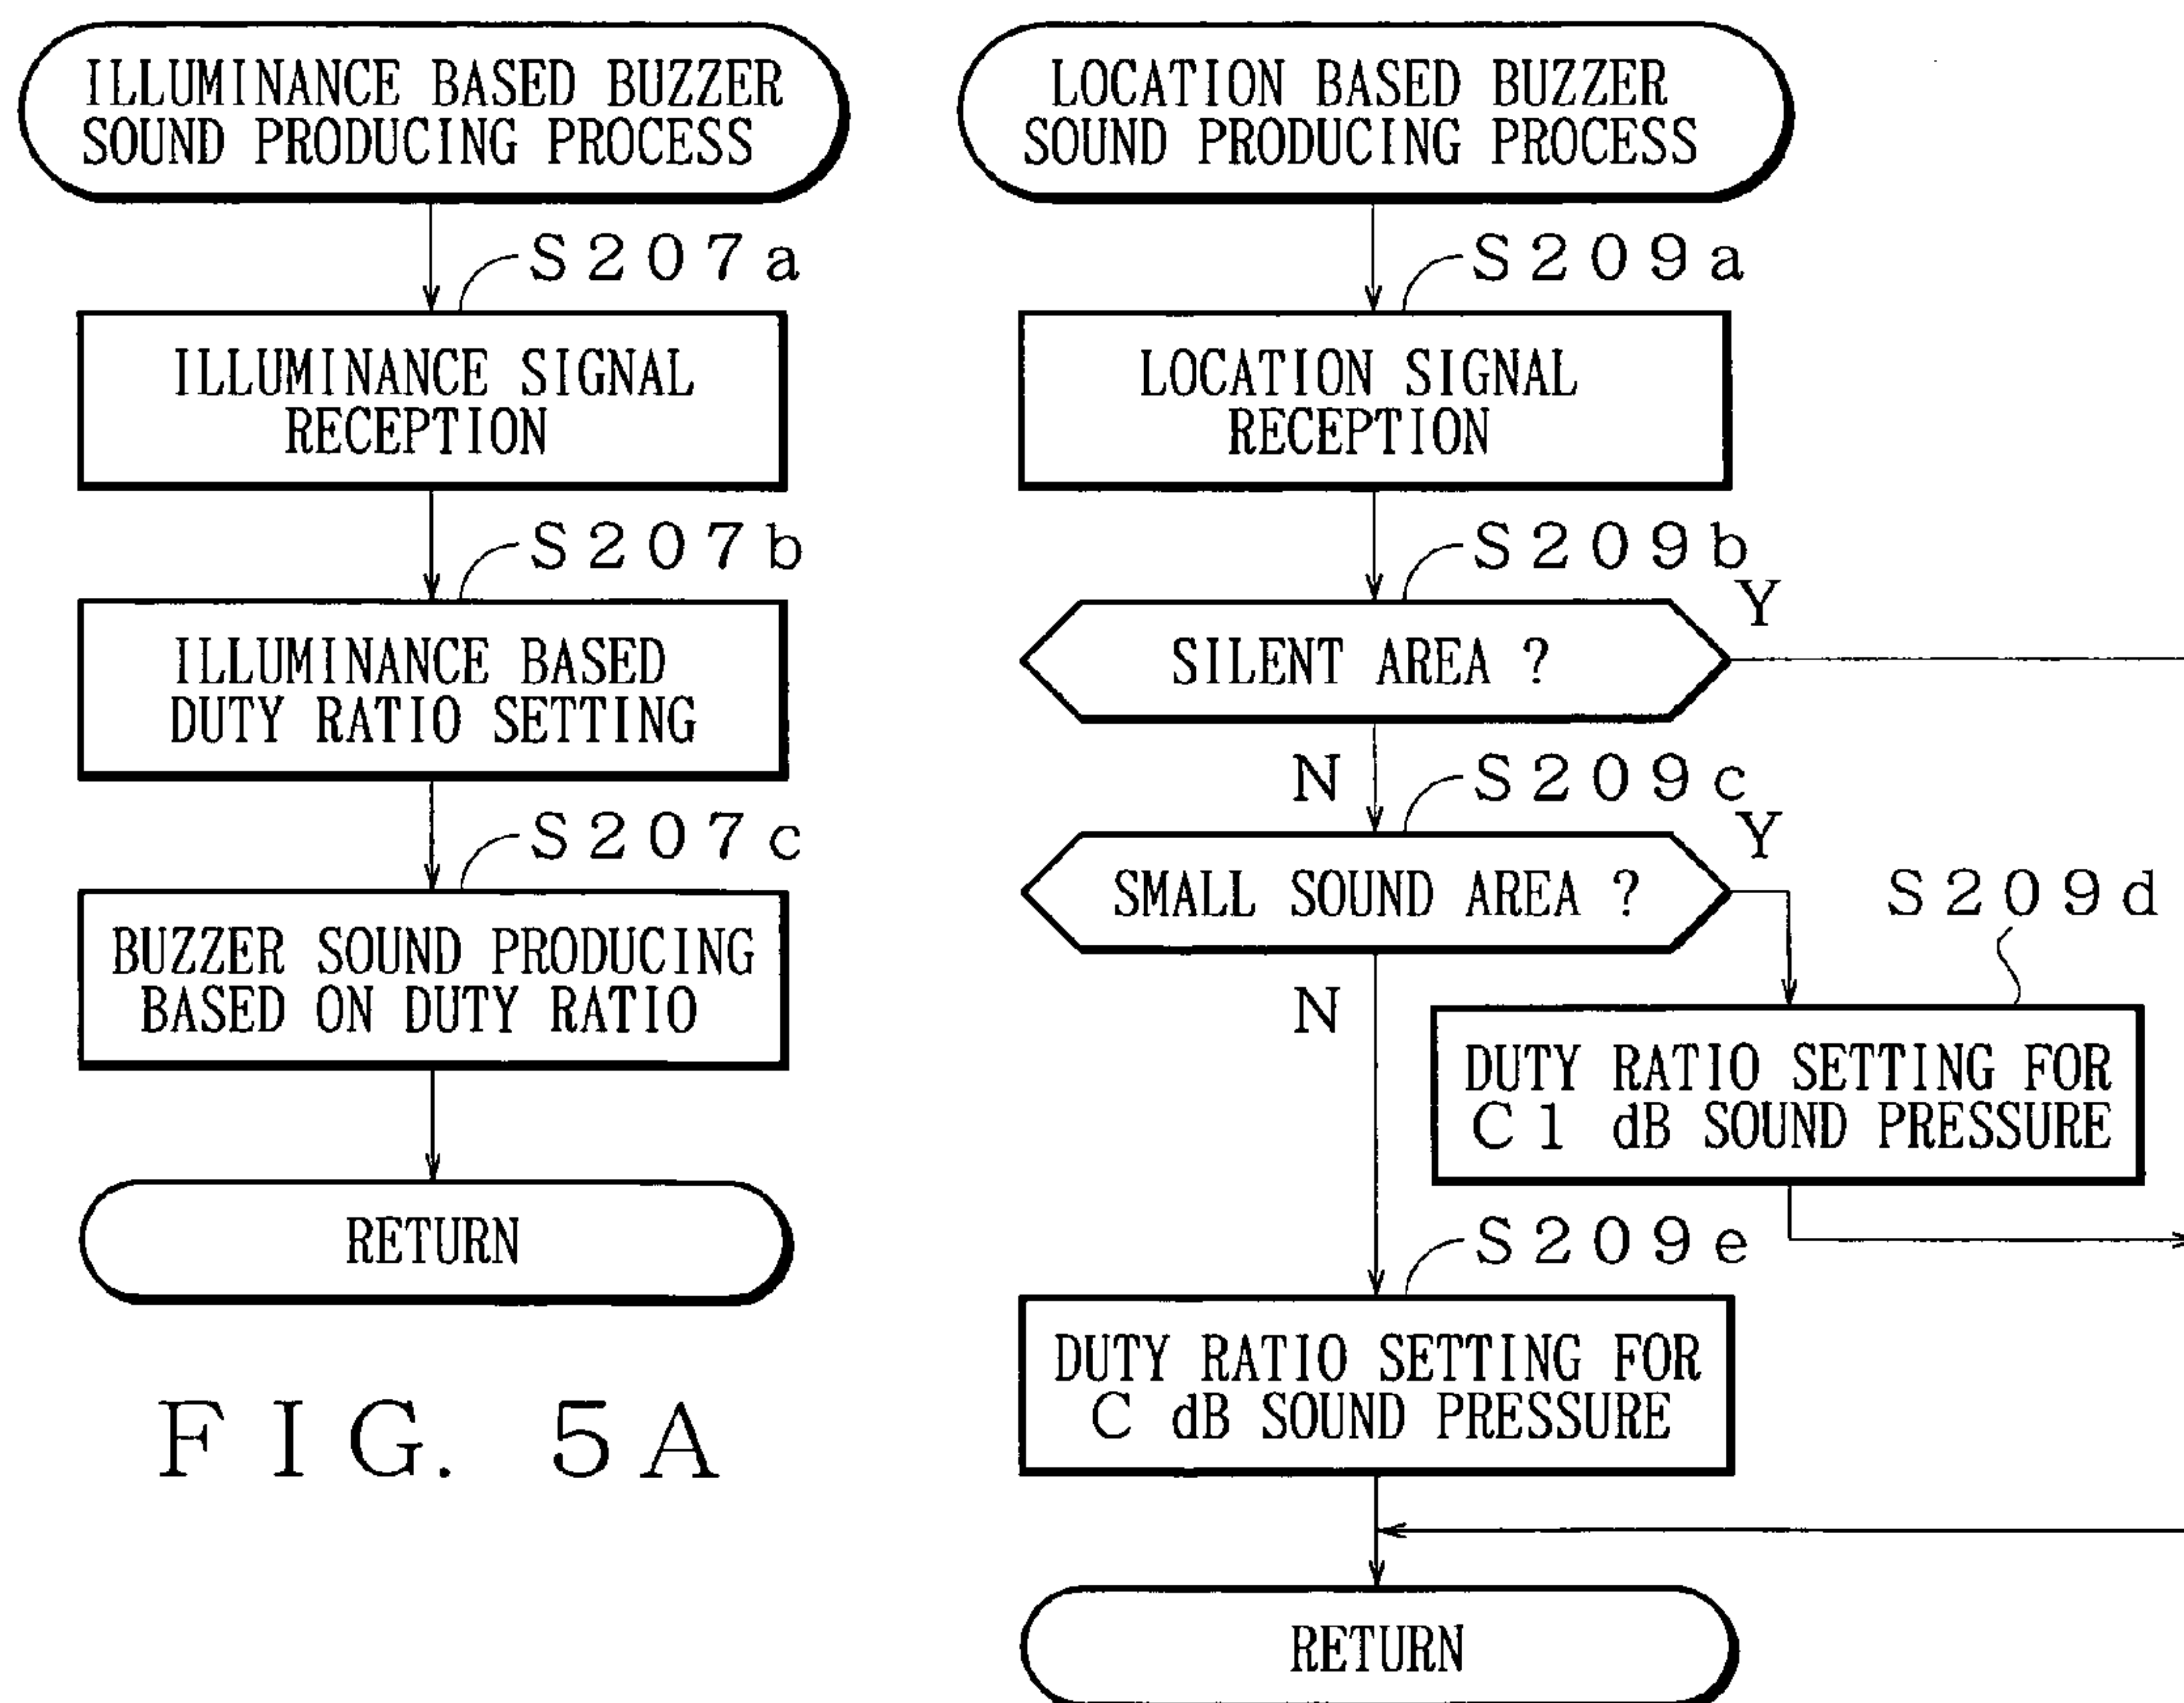 ILLUMINANCE BASED BUZZER
SOUND PRODUCING PROCESS
S207a
ILLUMINANCE SIGNAL
RECEPTION
S207b
ILLUMINANCE BASED
DUTY RATIO SETTING
S207c
BUZZER SOUND PRODUCING
BASED ON DUTY RATIO
RETURN
FIG. 5A
LOCATION BASED BUZZER
SOUND PRODUCING PROCESS
S209a
LOCATION SIGNAL
RECEPTION
S209b
Y
SILENT AREA ?
N
S209c
Y
SMALL SOUND AREA ?
S209d
N
DUTY RATIO SETTING FOR
C1 dB SOUND PRESSURE
S209e
DUTY RATIO SETTING FOR
C dB SOUND PRESSURE
RETURN